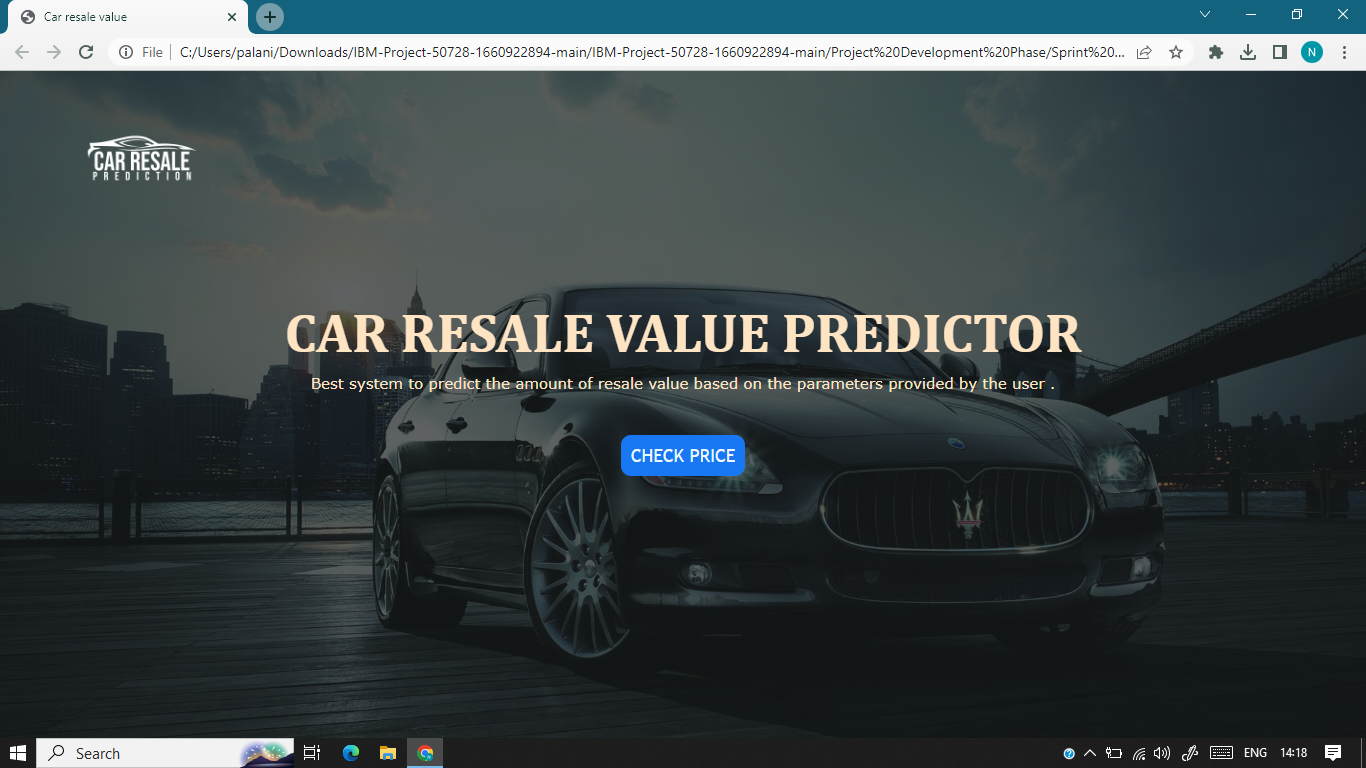 Car resale value
File
C:/Users/palani/Downloads/IBM-Project-50728-1660922894-main/IBM-Project-50728-1660922894-main/Project%20Development%20Phase/Sprint%20...
N
CAR RESALE
PREDICTION
CAR RESALE VALUE PREDICTOR
Best system to predict the amount of resale value based on the parameters provided by the user .
CHECK PRICE
Search
ENG
14:18